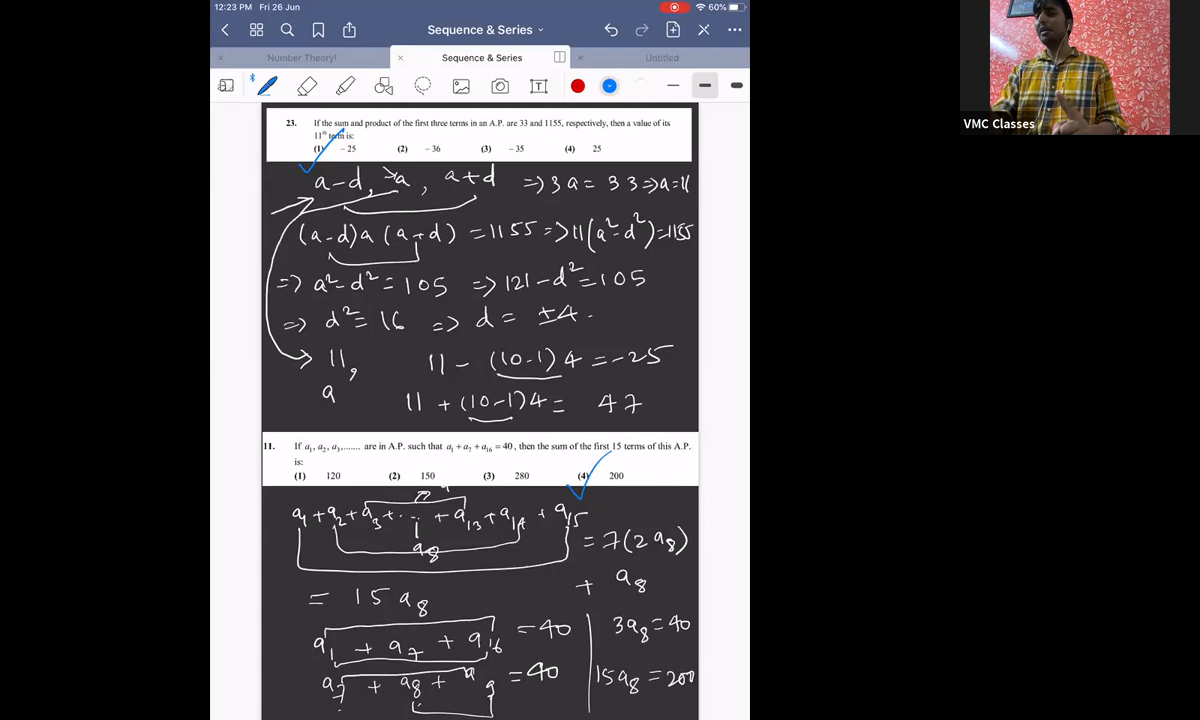 12:23 PM Fri 26 Jun
60%
Sequence & Series
Number Theory!
Sequence & Series
Untitled
VMC Classes
23. If the sum and product of the first three terms in an A.P. are 33 and 1155, respectively, then a value of its
11th term is:
(1) – 25 (2) – 36 (3) – 35 (4) 25
a-d, a, a+d ⇒ 3a = 33 ⇒ a=11
(a-d)a(a+d) = 1155 ⇒ 11(a²-d²)=1155
⇒ a²-d² = 105 ⇒ 121-d²=105
⇒ d² = 16 ⇒ d = ±4.
11, 11 - (10-1)4 = -25
a 11 + (10-1)4 = 47
11. If a₁, a₂, a₃,....... are in A.P. such that a₁ + a₇ + a₁₆ = 40, then the sum of the first 15 terms of this A.P.
is:
(1) 120 (2) 150 (3) 280 (4) 200
a₁+a₂+a₃+...+a₁₃+a₁₄+a₁₅
a₈ = 7(2a₈)
+ a₈
= 15a₈
a₁ + a₇ + a₁₆ = 40 3a₈=40
a₇ + a₈ + a₉ = 40 15a₈=200